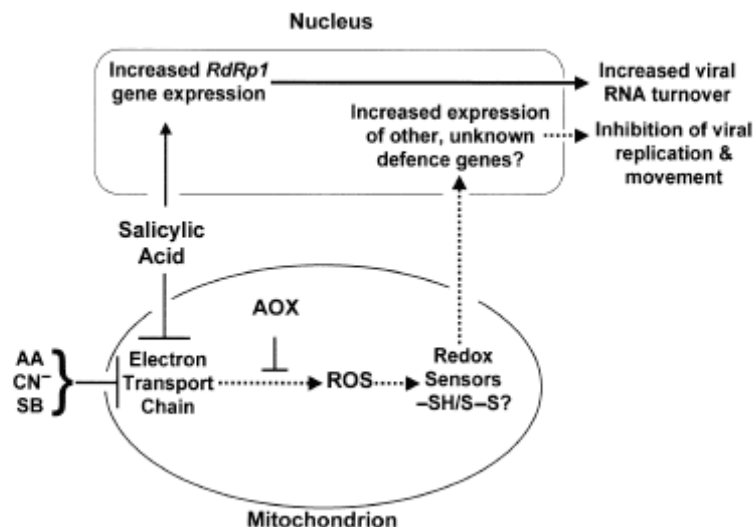 Nucleus
Increased RdRp1
gene expression
Increased viral
RNA turnover
Increased expression
of other, unknown
defence genes?
Inhibition of viral
replication &
movement
Salicylic
Acid
AOX
AA
CN⁻
SB
Electron
Transport
Chain
ROS
Redox
Sensors
–SH/S–S?
Mitochondrion